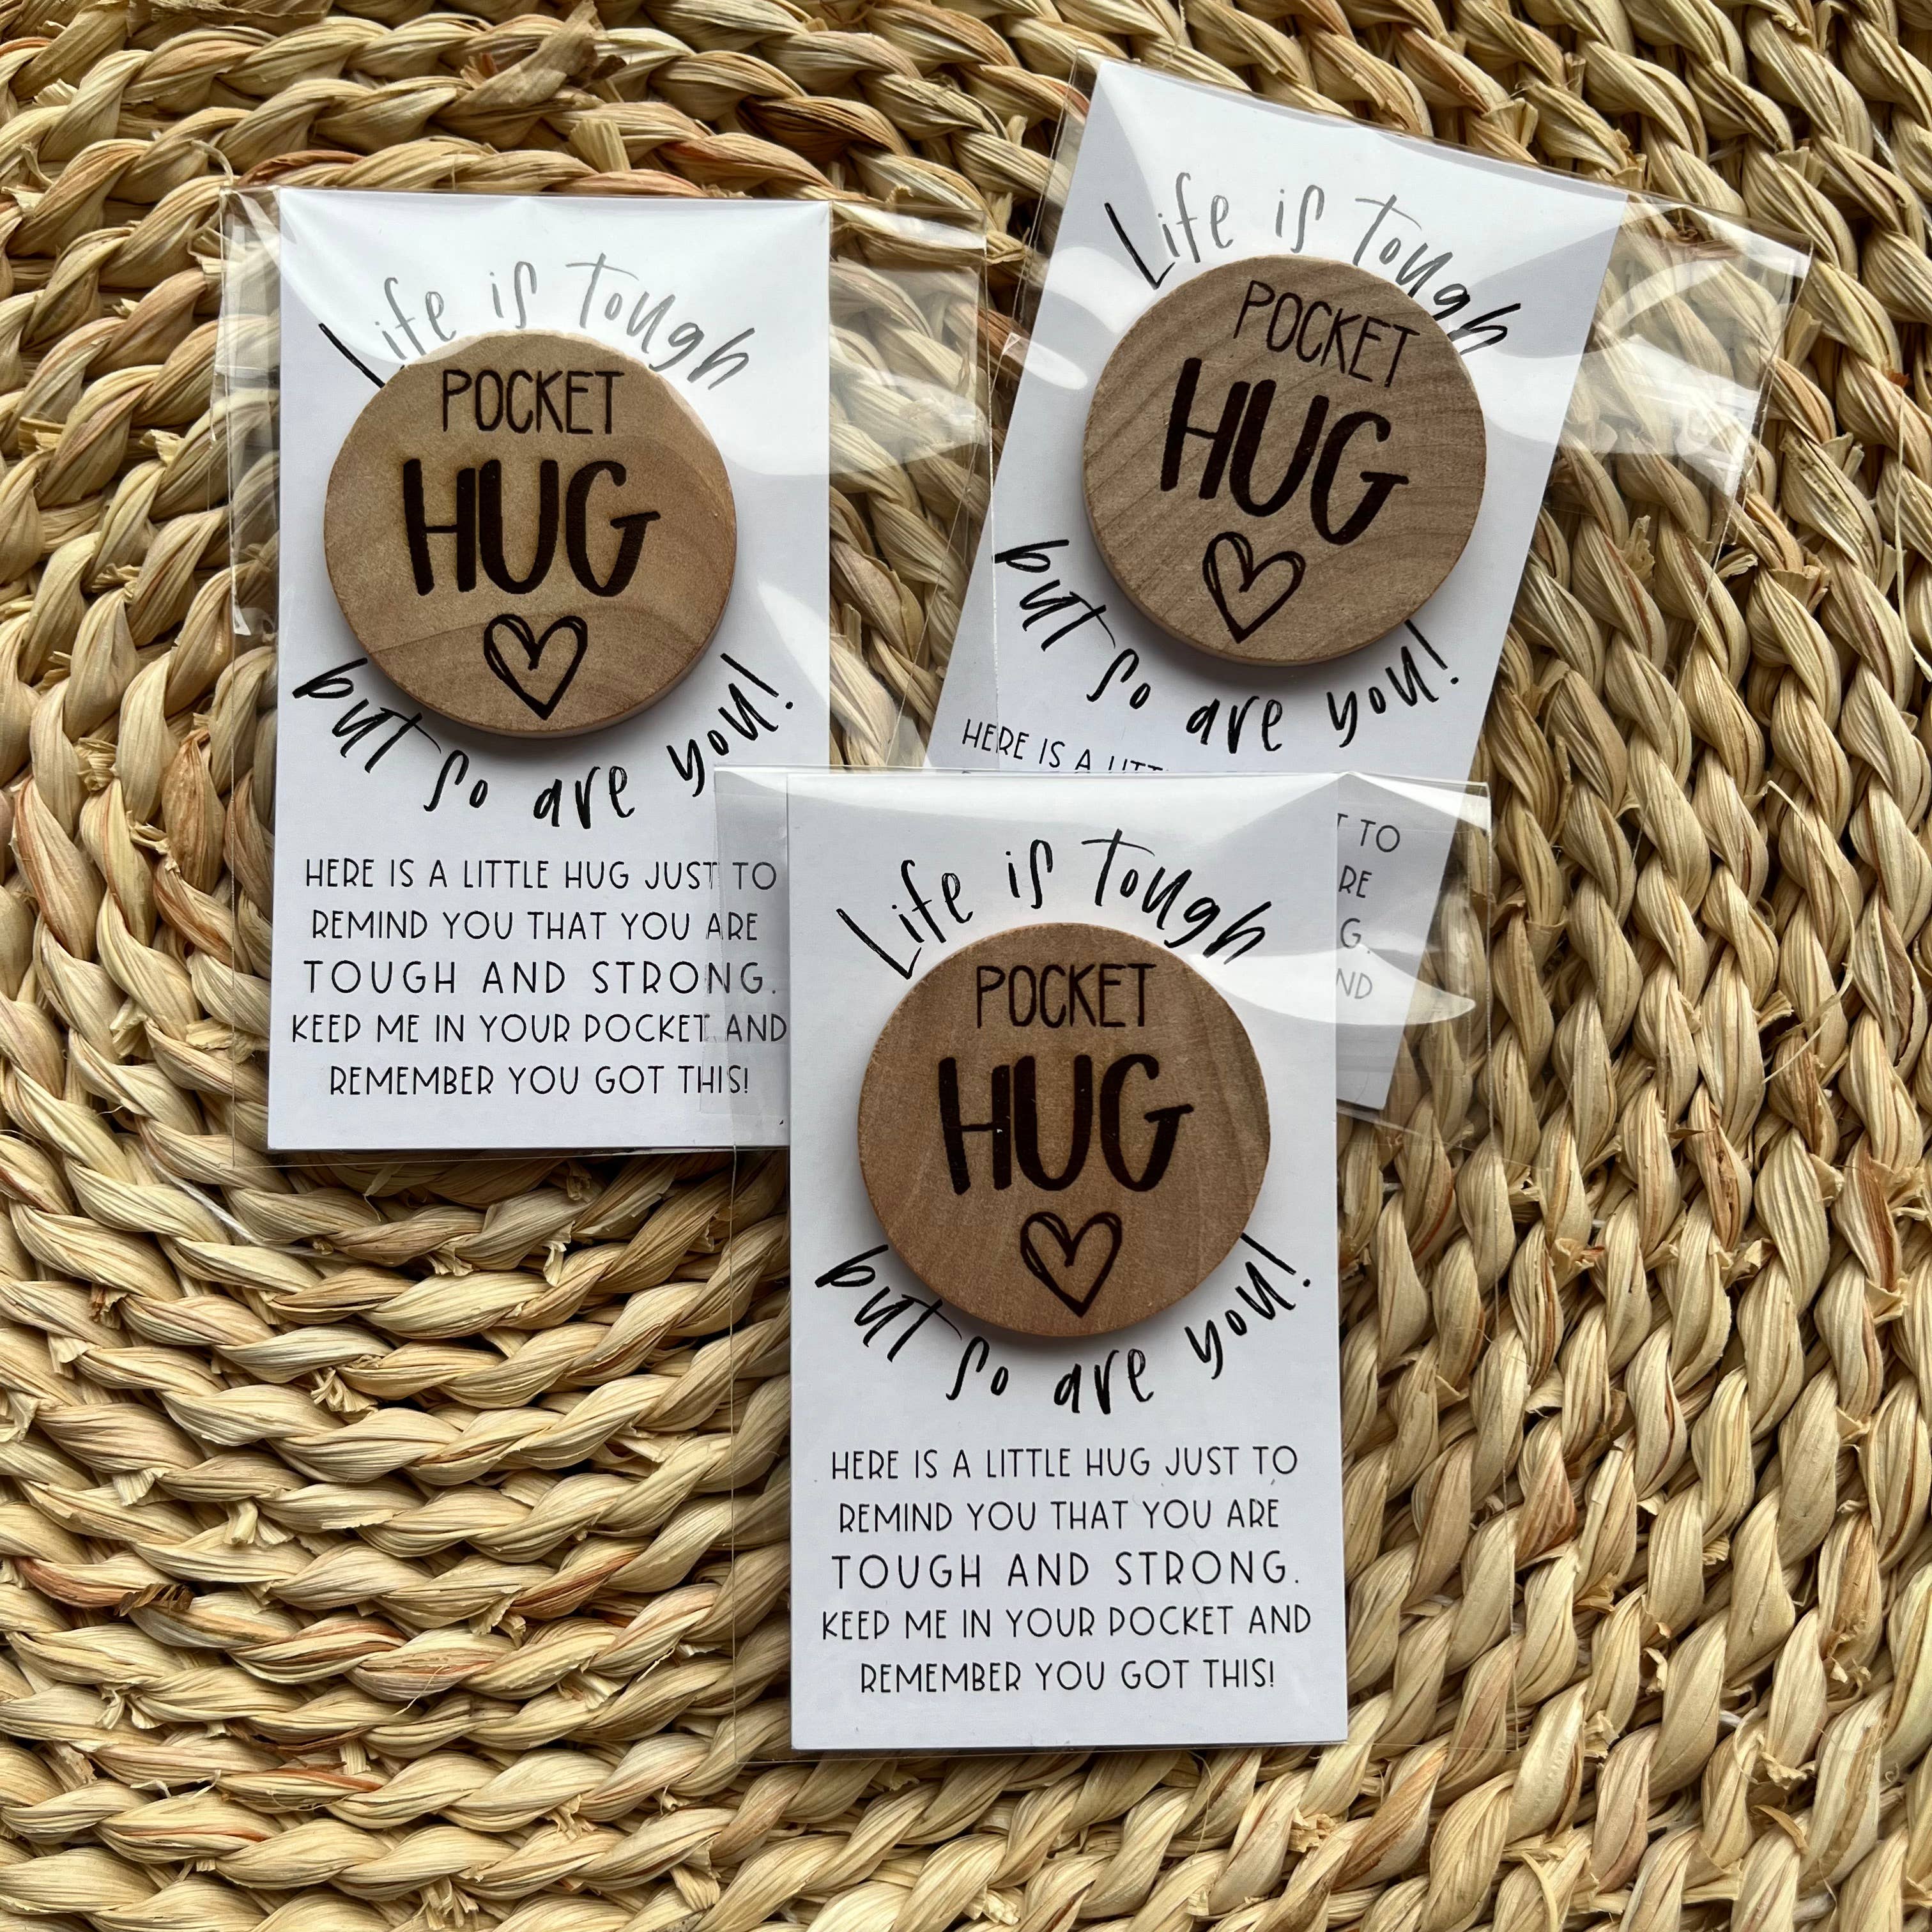 Life is Tough
POCKET
HUG
but so are you!
HERE IS A LITTLE HUG JUST TO
REMIND YOU THAT YOU ARE
TOUGH AND STRONG.
KEEP ME IN YOUR POCKET AND
REMEMBER YOU GOT THIS!
Life is Tough
POCKET
HUG
but so are you!
HERE IS A
TO
Life is Tough
POCKET
HUG
but so are you!
HERE IS A LITTLE HUG JUST TO
REMIND YOU THAT YOU ARE
TOUGH AND STRONG.
KEEP ME IN YOUR POCKET AND
REMEMBER YOU GOT THIS!